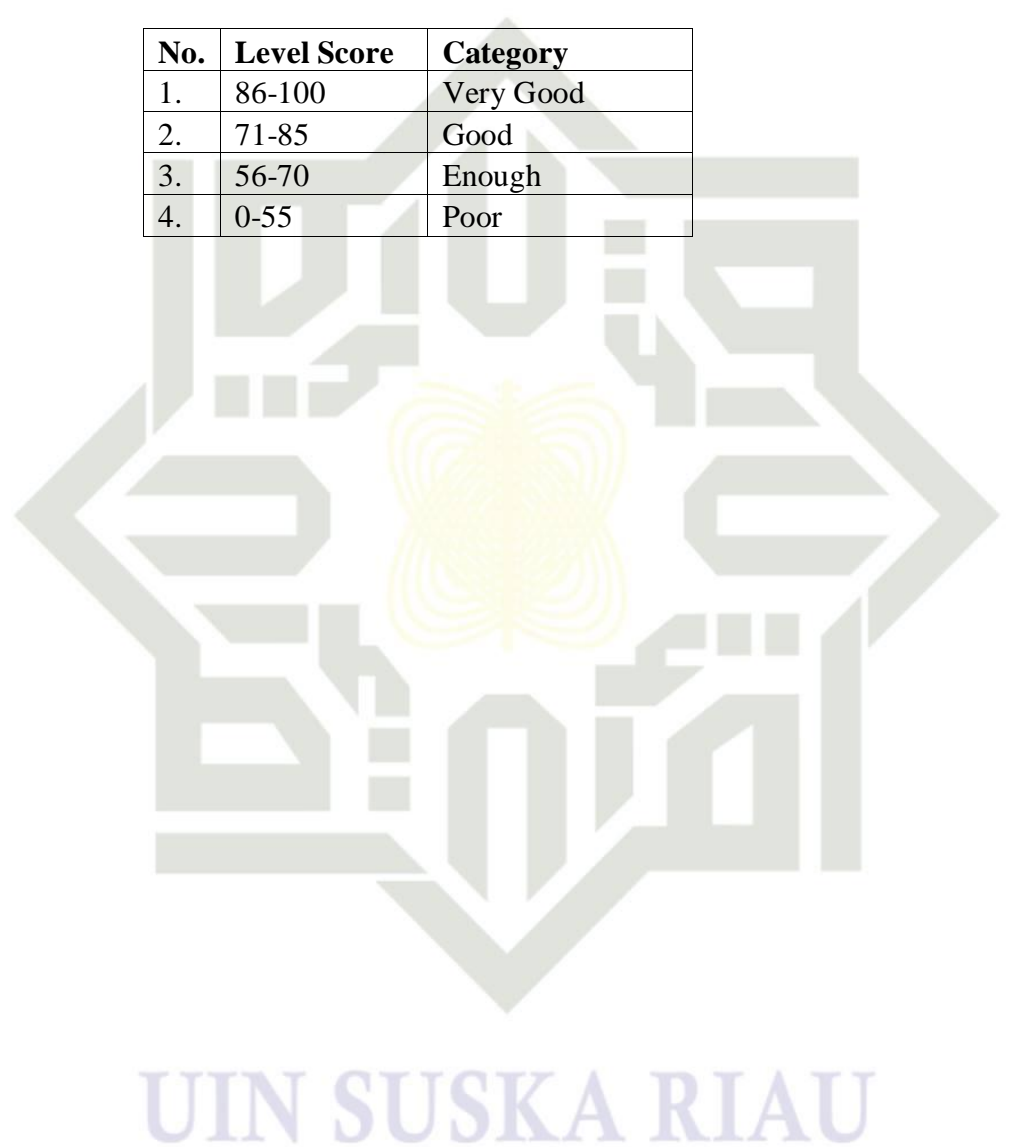 No. Level Score Category
1. 86-100 Very Good
2. 71-85 Good
3. 56-70 Enough
4. 0-55 Poor
UIN SUSKA RIAU